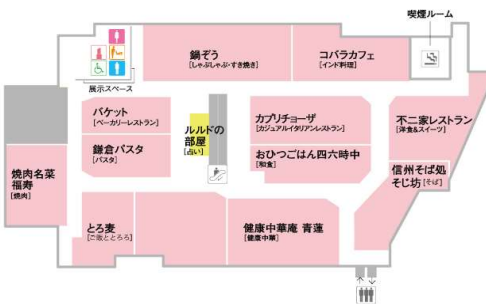 喫煙ルーム
鍋ぞう
[しゃぶしゃぶ・すき焼き]
コパラカフェ
[インド料理]
展示スペース
バケット
[ベーカリーレストラン]
鎌倉パスタ
[パスタ]
ルルドの
部屋
[占い]
カプリチョーザ
[カジュアルイタリアンレストラン]
おひつごはん四六時中
[和食]
不二家レストラン
[洋食&スイーツ]
信州そば処
そじ坊 [そば]
焼肉名菜
福寿
[焼肉]
とろ麦
[ご飯ととろろ]
健康中華庵 青蓮
[健康中華]